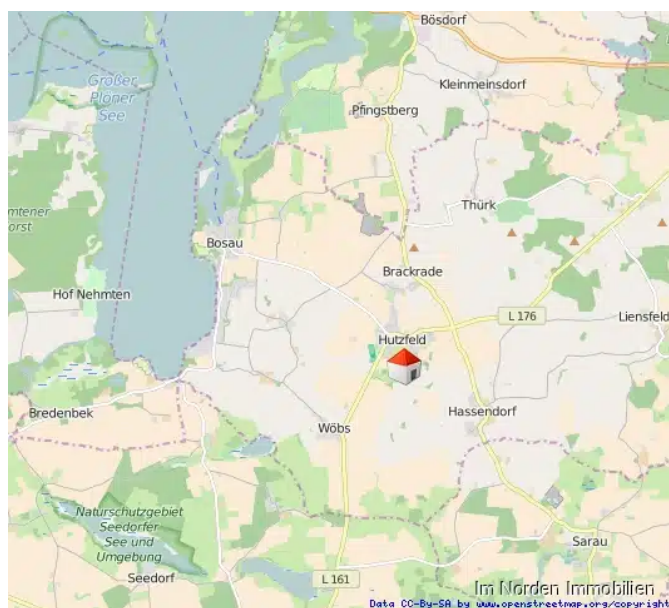 Bösdorf
Großer
Plöner
See
Kleinmeinsdorf
Pfingstberg
Thürk
mtener
orst
Bosau
Brackrade
Hof Nehmten
L 176
Liensfeld
Hutzfeld
Bredenbek
Hassendorf
Wöbs
Naturschutzgebiet
Seedorfer
See und
Umgebung
Sarau
Seedorf
L 161
Im Norden Immobilien
Data CC-By-SA by www.openstreetmap.org/copyright